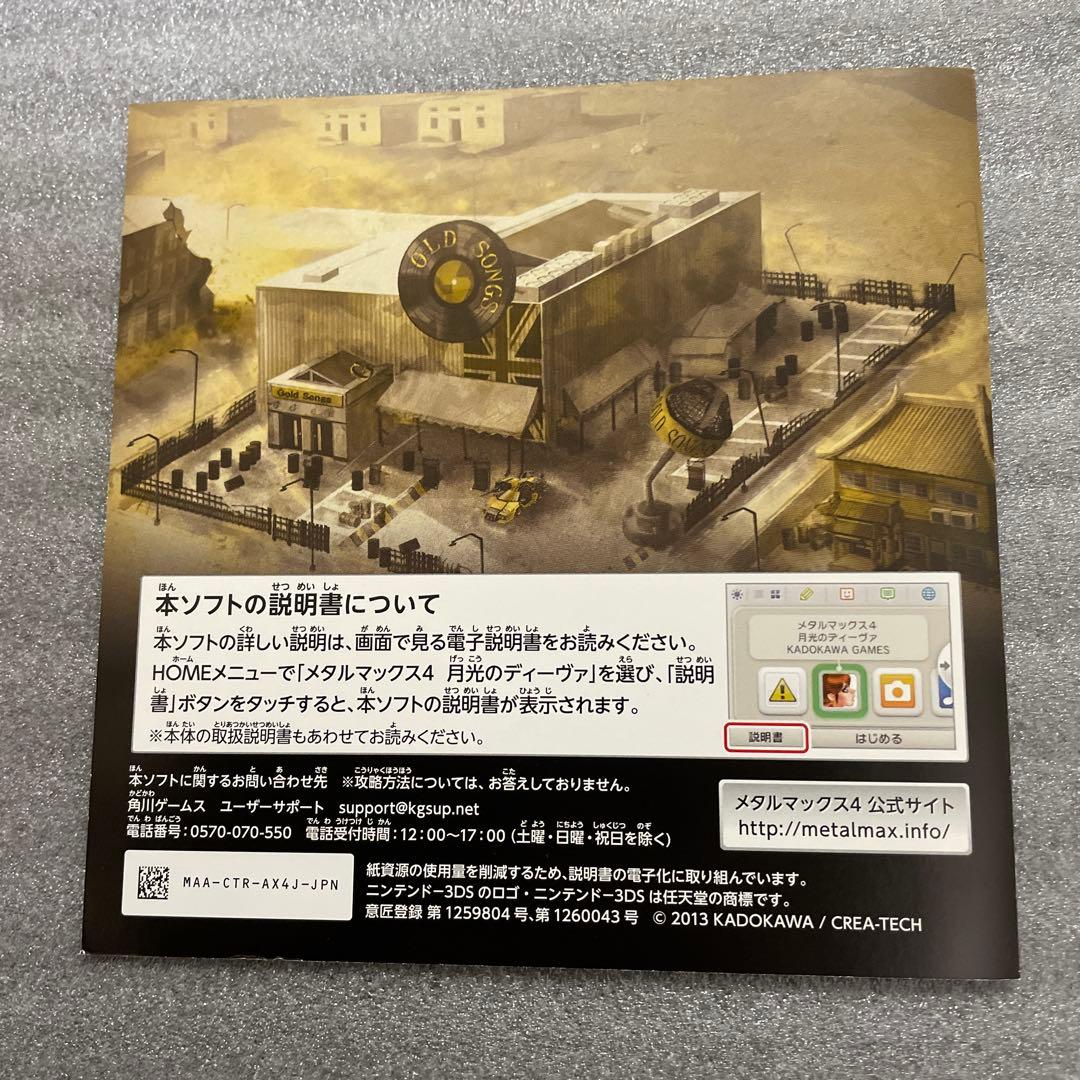 OLD SONGS
Gold Songs
OLD SONGS
本ソフトの説明書について
本ソフトの詳しい説明は、画面で見る電子説明書をお読みください。
HOMEメニューで「メタルマックス4 月光のディーヴァ」を選び、「説明
書」ボタンをタッチすると、本ソフトの説明書が表示されます。
※本体の取扱説明書もあわせてお読みください。
メタルマックス4
月光のディーヴァ
KADOKAWA GAMES
説明書
はじめる
本ソフトに関するお問い合わせ先 ※攻略方法については、お答えしておりません。
角川ゲームス ユーザーサポート support@kgsup.net
電話番号:0570-070-550 電話受付時間:12:00〜17:00(土曜・日曜・祝日を除く)
メタルマックス4 公式サイト
http://metalmax.info/
MAA-CTR-AX4J-JPN
紙資源の使用量を削減するため、説明書の電子化に取り組んでいます。
ニンテンドー3DSのロゴ・ニンテンドー3DSは任天堂の商標です。
意匠登録 第1259804号、第1260043号 © 2013 KADOKAWA / CREA-TECH